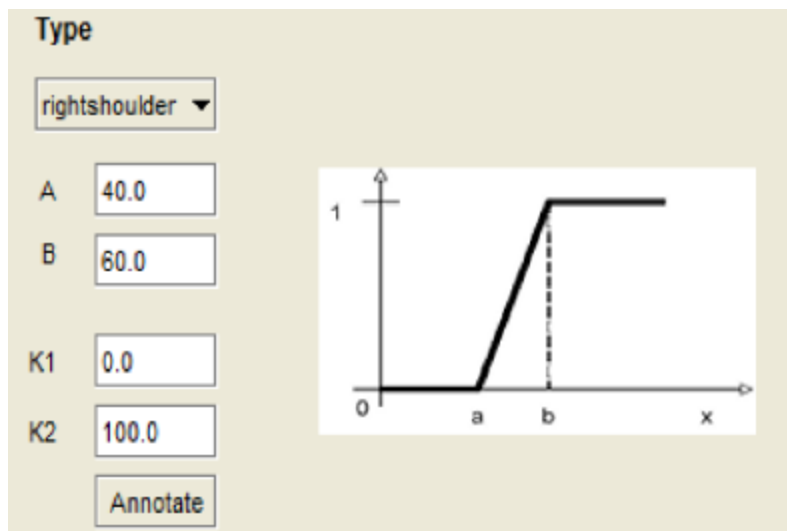 Type
rightshoulder
A 40.0
B 60.0
K1 0.0
K2 100.0
Annotate
1
0 a b x